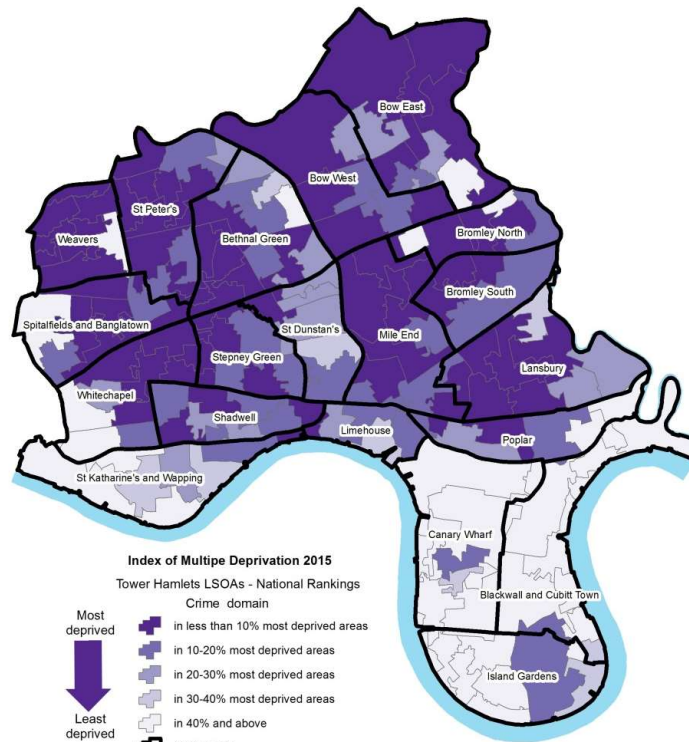 Bow East
Bow West
St Peter's
Weavers
Bethnal Green
Bromley North
Bromley South
Spitalfields and Banglatown
St Dunstan's
Mile End
Stepney Green
Lansbury
Whitechapel
Shadwell
Limehouse
Poplar
St Katharine's and Wapping
Canary Wharf
Blackwall and Cubitt Town
Island Gardens
Index of Multipe Deprivation 2015
Tower Hamlets LSOAs - National Rankings
Crime domain
Most
deprived
in less than 10% most deprived areas
in 10-20% most deprived areas
in 20-30% most deprived areas
in 30-40% most deprived areas
in 40% and above
Least
deprived